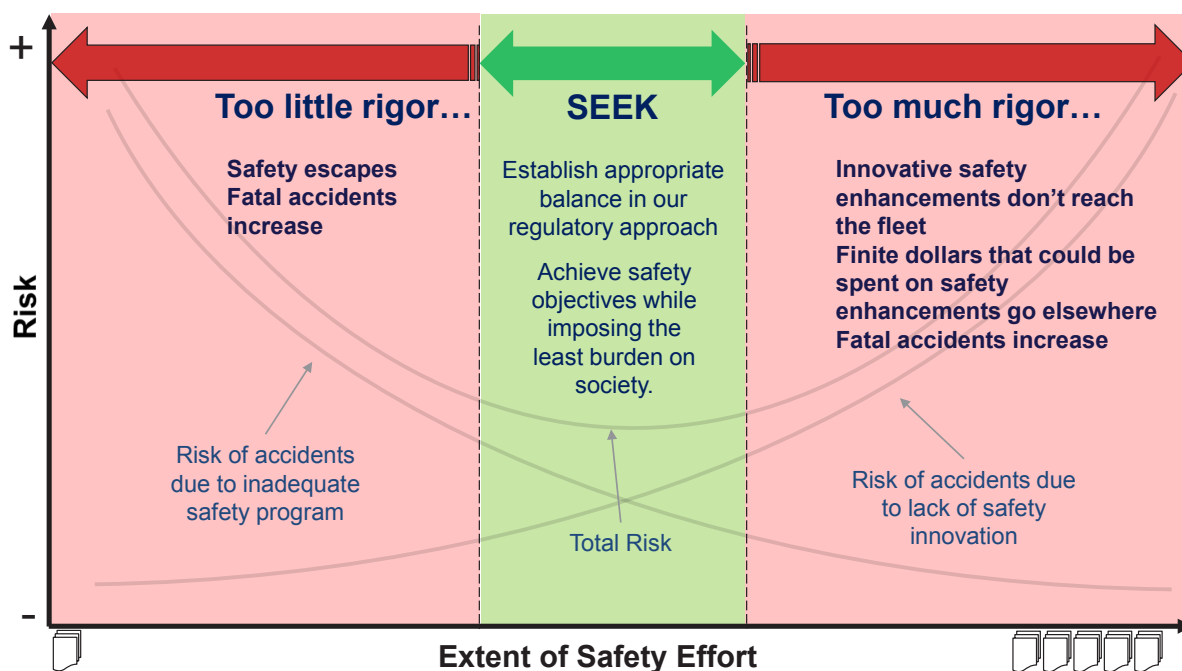 +
Too little rigor…
SEEK
Too much rigor…
Safety escapes
Fatal accidents
increase
Establish appropriate
balance in our
regulatory approach
Achieve safety
objectives while
imposing the
least burden on
society.
Innovative safety
enhancements don’t reach
the fleet
Finite dollars that could be
spent on safety
enhancements go elsewhere
Fatal accidents increase
Risk
Risk of accidents
due to inadequate
safety program
Total Risk
Risk of accidents due
to lack of safety
innovation
-
Extent of Safety Effort